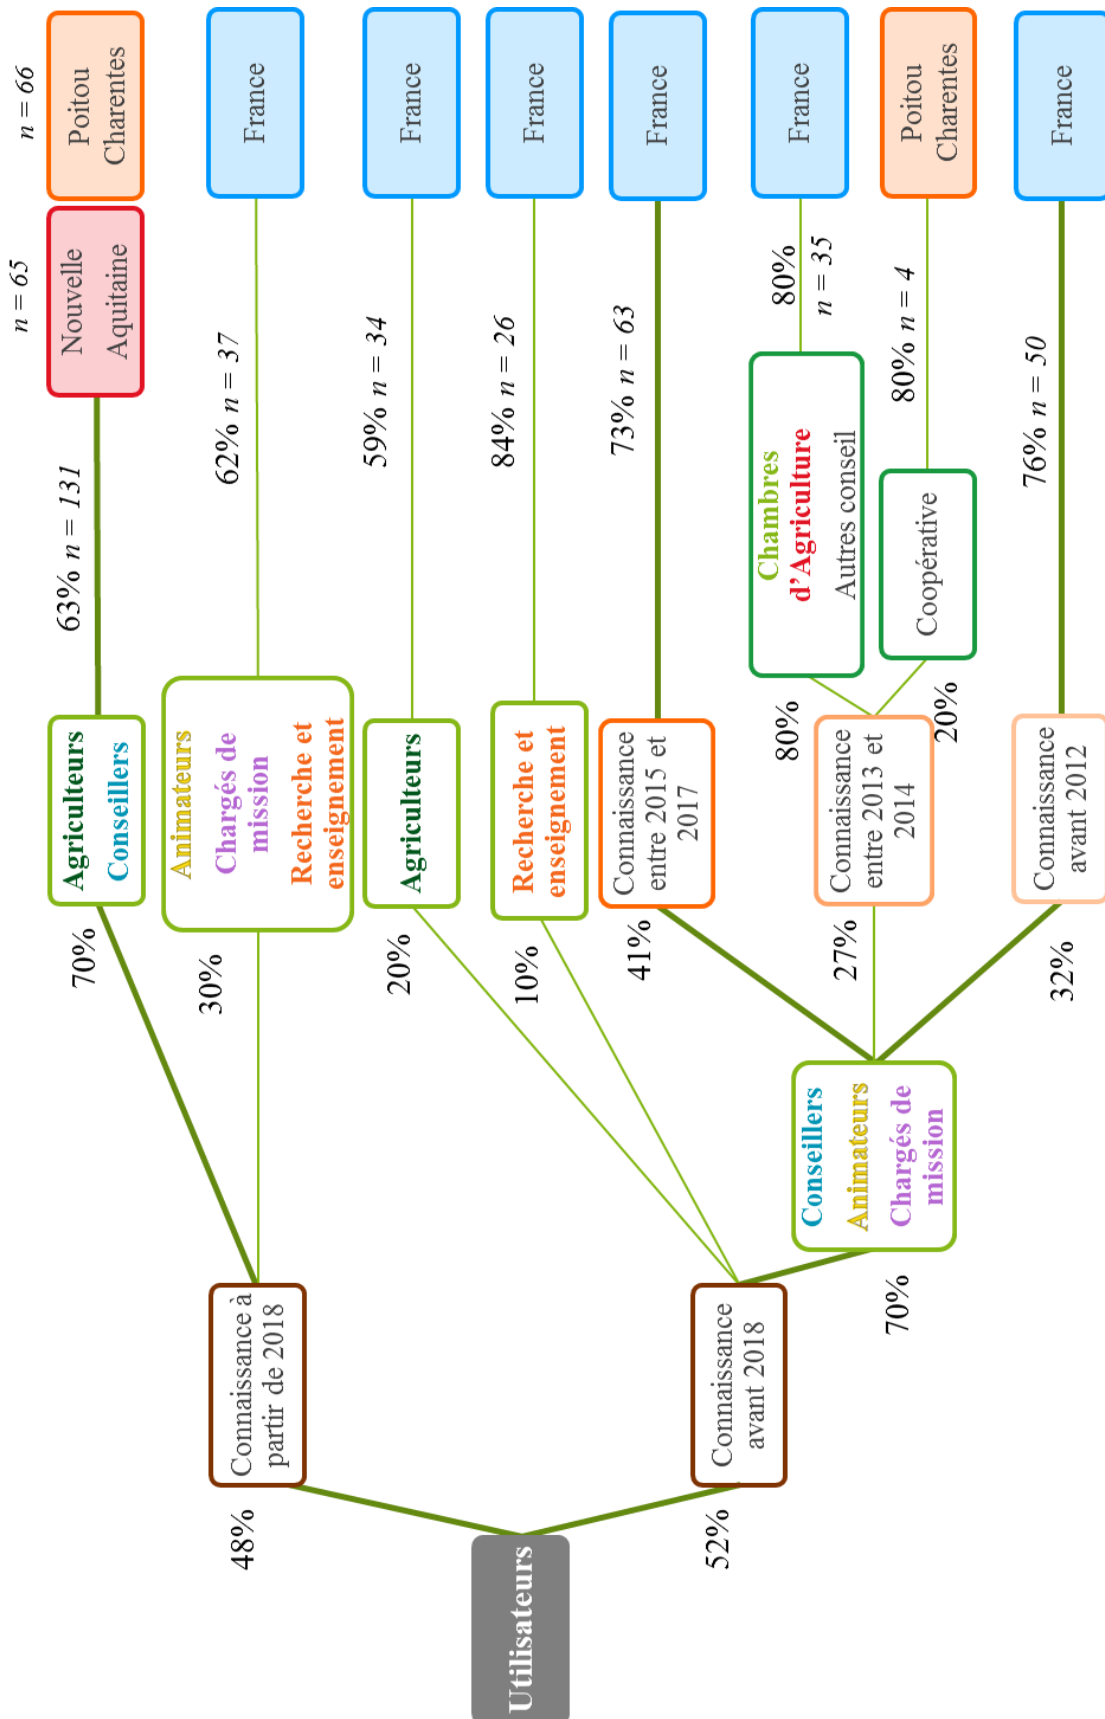 Utilisateurs
48%
52%
Connaissance à
partir de 2018
Connaissance
avant 2018
70%
30%
20%
10%
70%
Agriculteurs
Conseillers
Animateurs
Chargés de
mission
Recherche et
enseignement
Agriculteurs
Recherche et
enseignement
Conseillers
Animateurs
Chargés de
mission
41%
27%
32%
Connaissance
entre 2015 et
2017
Connaissance
entre 2013 et
2014
Connaissance
avant 2012
80%
20%
Chambres
d’Agriculture
Autres conseil
Coopérative
63% n = 131
62% n = 37
59% n = 34
84% n = 26
73% n = 63
80%
n = 35
80% n = 4
76% n = 50
n = 65
Nouvelle
Aquitaine
n = 66
Poitou
Charentes
France
France
France
France
France
Poitou
Charentes
France